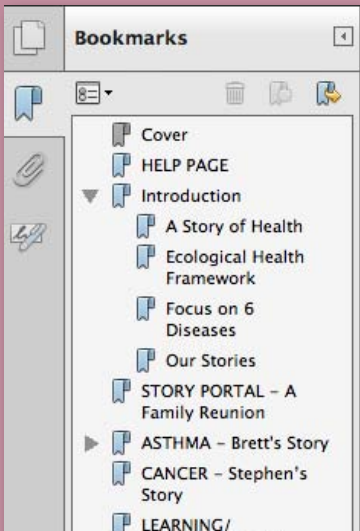 Bookmarks
Cover
HELP PAGE
Introduction
A Story of Health
Ecological Health
Framework
Focus on 6
Diseases
Our Stories
STORY PORTAL – A
Family Reunion
ASTHMA – Brett's Story
CANCER – Stephen's
Story
LEARNING/